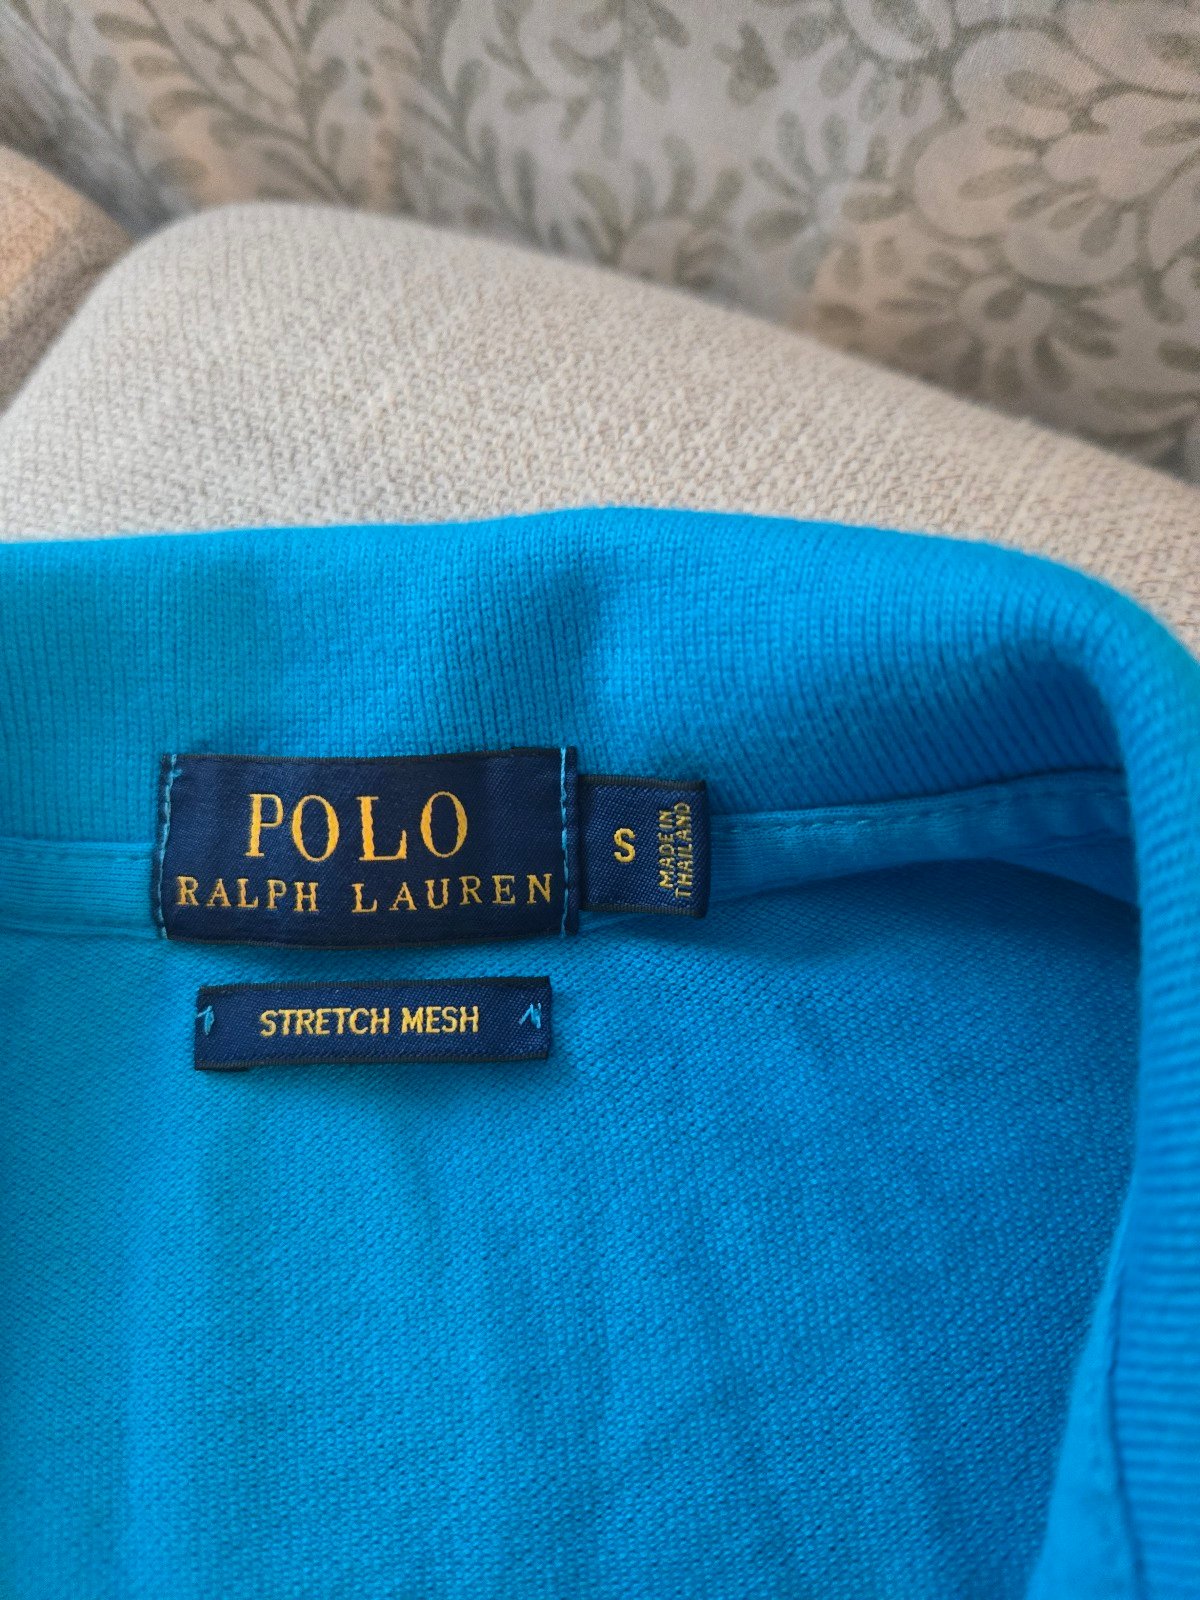 POLO
RALPH LAUREN
S
MADE IN
THAILAND
STRETCH MESH